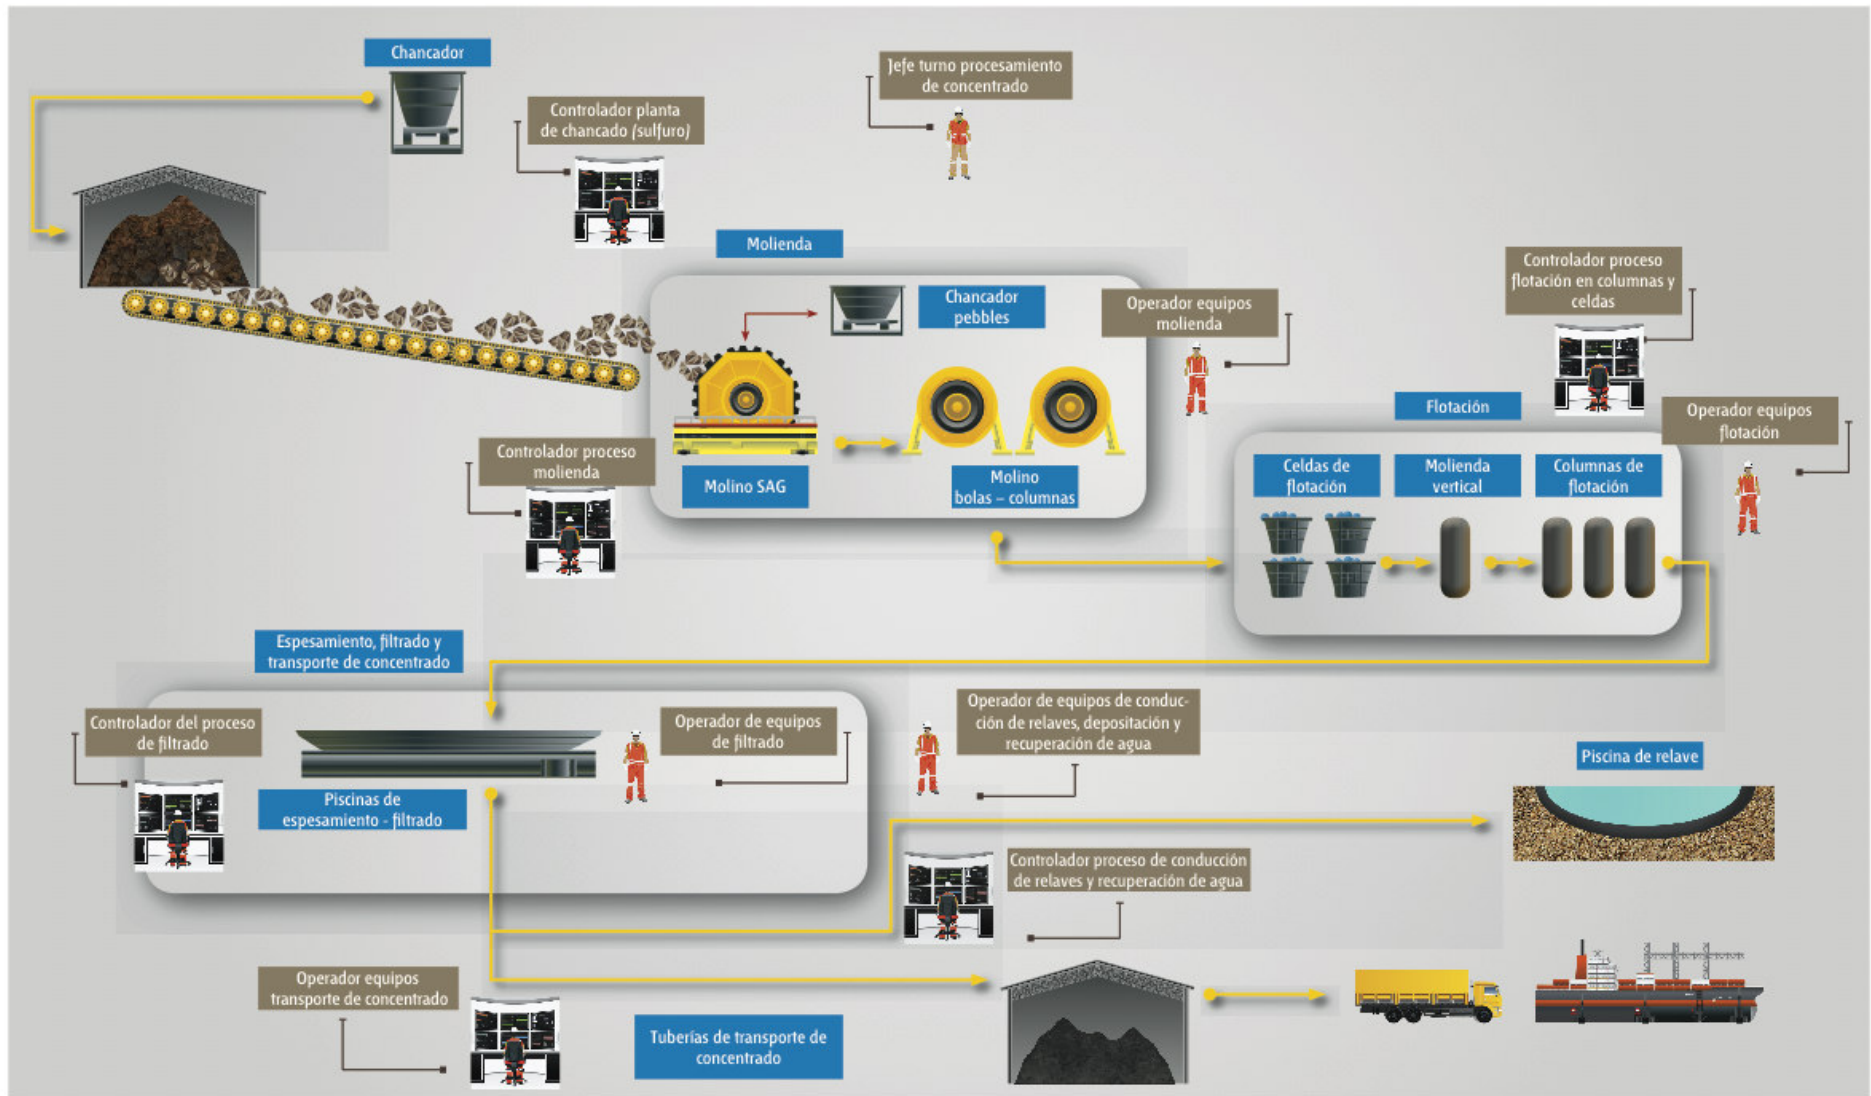 Chancador
Jefe turno procesamiento
de concentrado
Controlador planta
de chancado (sulfuro)
Molienda
Chancador
pebbles
Operador equipos
molienda
Controlador proceso
flotación en columnas y
celdas
Flotación
Operador equipos
flotación
Controlador proceso
molienda
Molino SAG
Molino
bolas – columnas
Celdas de
flotación
Molienda
vertical
Columnas de
flotación
Espesamiento, filtrado y
transporte de concentrado
Controlador del proceso
de filtrado
Operador de equipos
de filtrado
Operador de equipos de conduc-
ción de relaves, depositación y
recuperación de agua
Piscina de relave
Piscinas de
espesamiento - filtrado
Controlador proceso de conducción
de relaves y recuperación de agua
Operador equipos
transporte de concentrado
Tuberías de transporte de
concentrado